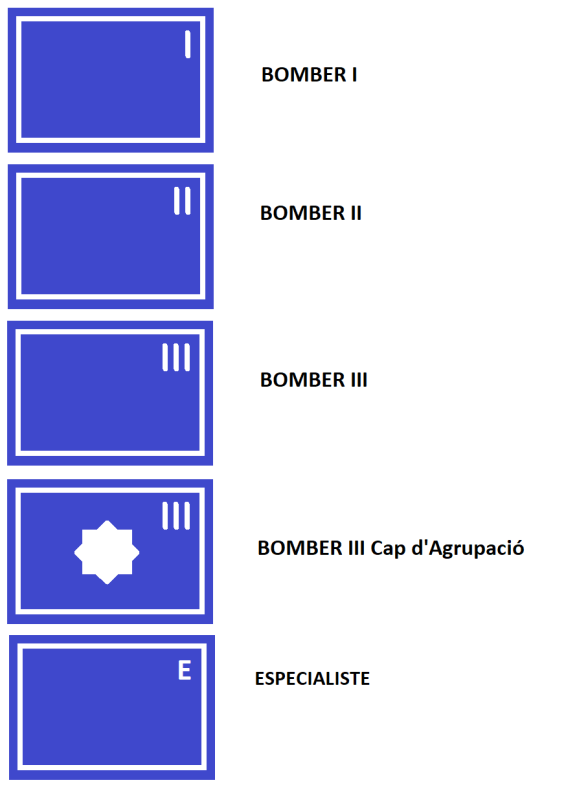 I
BOMBER I
II
BOMBER II
III
BOMBER III
III
BOMBER III Cap d'Agrupació
E
ESPECIALISTE